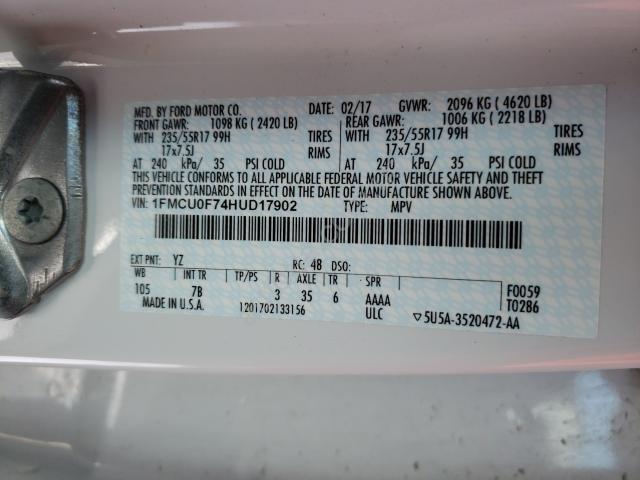 MFD. BY FORD MOTOR CO.
DATE: 02/17 GVWR: 2096 KG ( 4620 LB)
FRONT GAWR: 1098 KG ( 2420 LB) REAR GAWR: 1006 KG ( 2218 LB)
WITH 235/55R17 99H TIRES WITH 235/55R17 99H TIRES
17x7.5J RIMS 17x7.5J RIMS
AT 240 kPa/ 35 PSI COLD AT 240 kPa/ 35 PSI COLD
THIS VEHICLE CONFORMS TO ALL APPLICABLE FEDERAL MOTOR VEHICLE SAFETY AND THEFT
PREVENTION STANDARDS IN EFFECT ON THE DATE OF MANUFACTURE SHOWN ABOVE.
VIN: 1FMCU0F74HUD17902 TYPE: MPV
EXT PNT: YZ RC: 48 DSO:
WB INT TR TP/PS R AXLE TR SPR
105 7B 3 35 6 AAAA F0059
MADE IN U.S.A. 1201702133156 ULC T0286
▽5U5A-3520472-AA